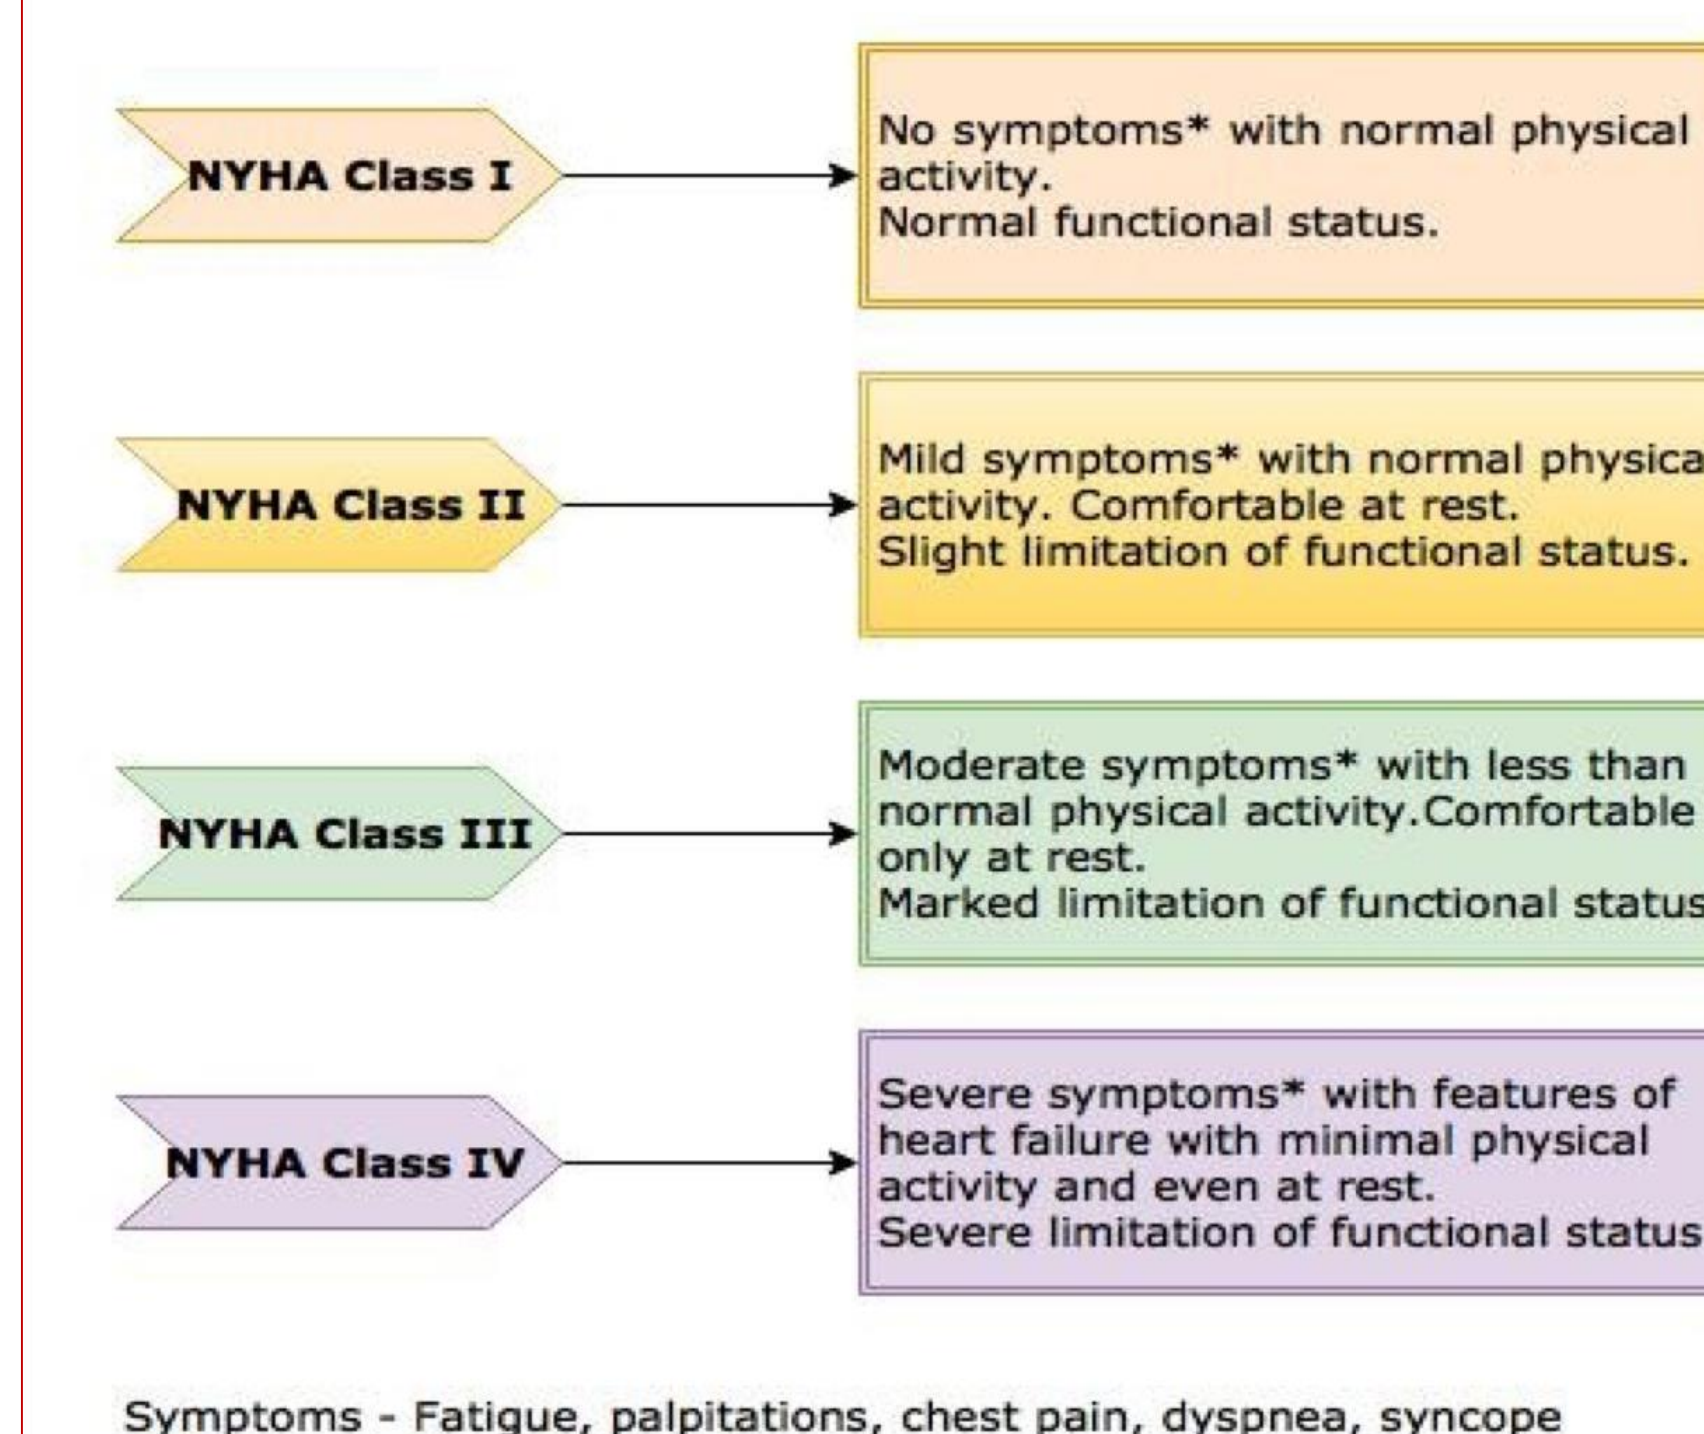 NYHA Class I
No symptoms* with normal physical
activity.
Normal functional status.
NYHA Class II
Mild symptoms* with normal physica
activity. Comfortable at rest.
Slight limitation of functional status.
NYHA Class III
Moderate symptoms* with less than
normal physical activity.Comfortable
only at rest.
Marked limitation of functional status
NYHA Class IV
Severe symptoms* with features of
heart failure with minimal physical
activity and even at rest.
Severe limitation of functional status
Symptoms - Fatigue, palpitations, chest pain, dyspnea, syncope